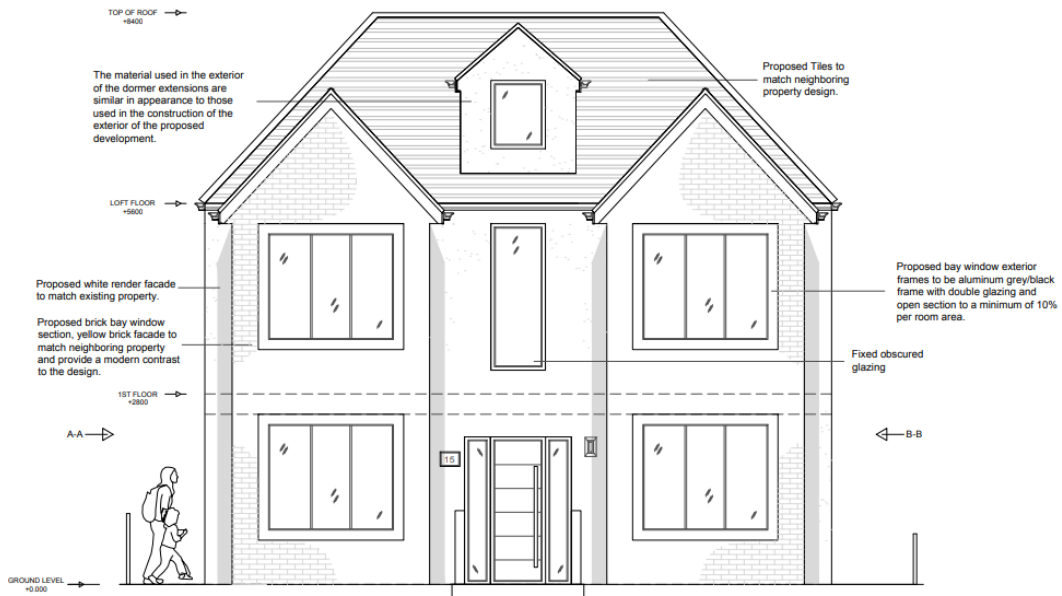 TOP OF ROOF
+8400
The material used in the exterior
of the dormer extensions are
similar in appearance to those
used in the construction of the
exterior of the proposed
development.
Proposed Tiles to
match neighboring
property design.
LOFT FLOOR
+5600
Proposed white render facade
to match existing property.
Proposed brick bay window
section, yellow brick facade to
match neighboring property
and provide a modern contrast
to the design.
Proposed bay window exterior
frames to be aluminum grey/black
frame with double glazing and
open section to a minimum of 10%
per room area.
Fixed obscured
glazing
1ST FLOOR
+2800
A-A
B-B
15
GROUND LEVEL
+0.000